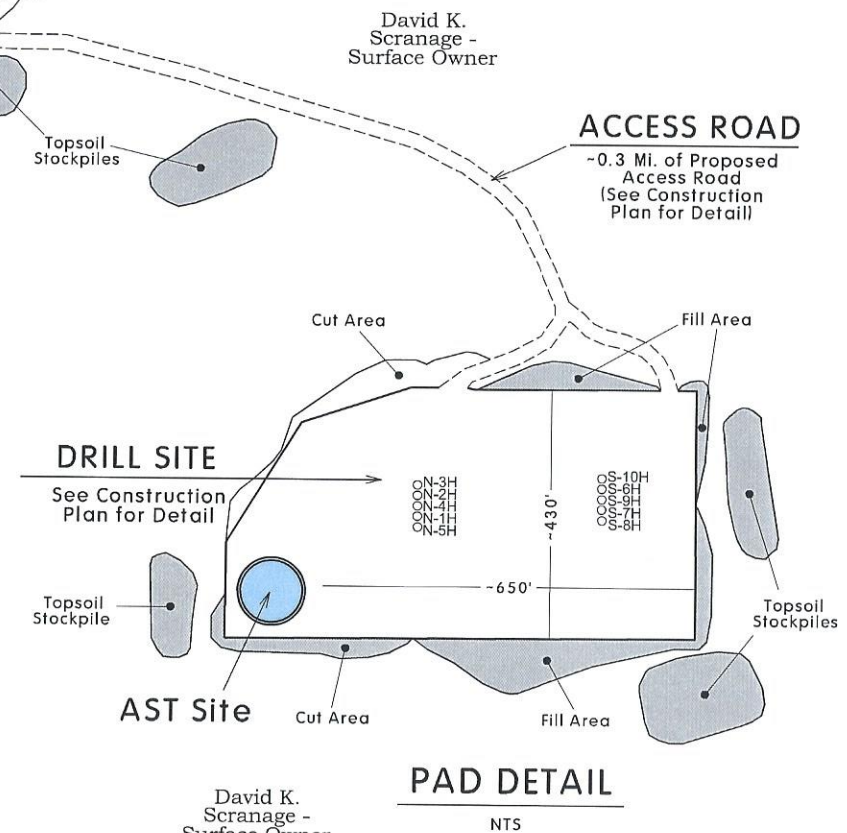 David K.
Scranage -
Surface Owner
Topsoil
Stockpiles
ACCESS ROAD
~0.3 Mi. of Proposed
Access Road
(See Construction
Plan for Detail)
Cut Area
Fill Area
DRILL SITE
See Construction
Plan for Detail
N-3H
N-2H
N-4H
N-1H
N-5H
S-10H
S-6H
S-9H
S-7H
S-8H
~430'
~650'
Topsoil
Stockpile
Topsoil
Stockpiles
AST Site
Cut Area
Fill Area
PAD DETAIL
NTS
David K.
Scranage -
Surface Owner